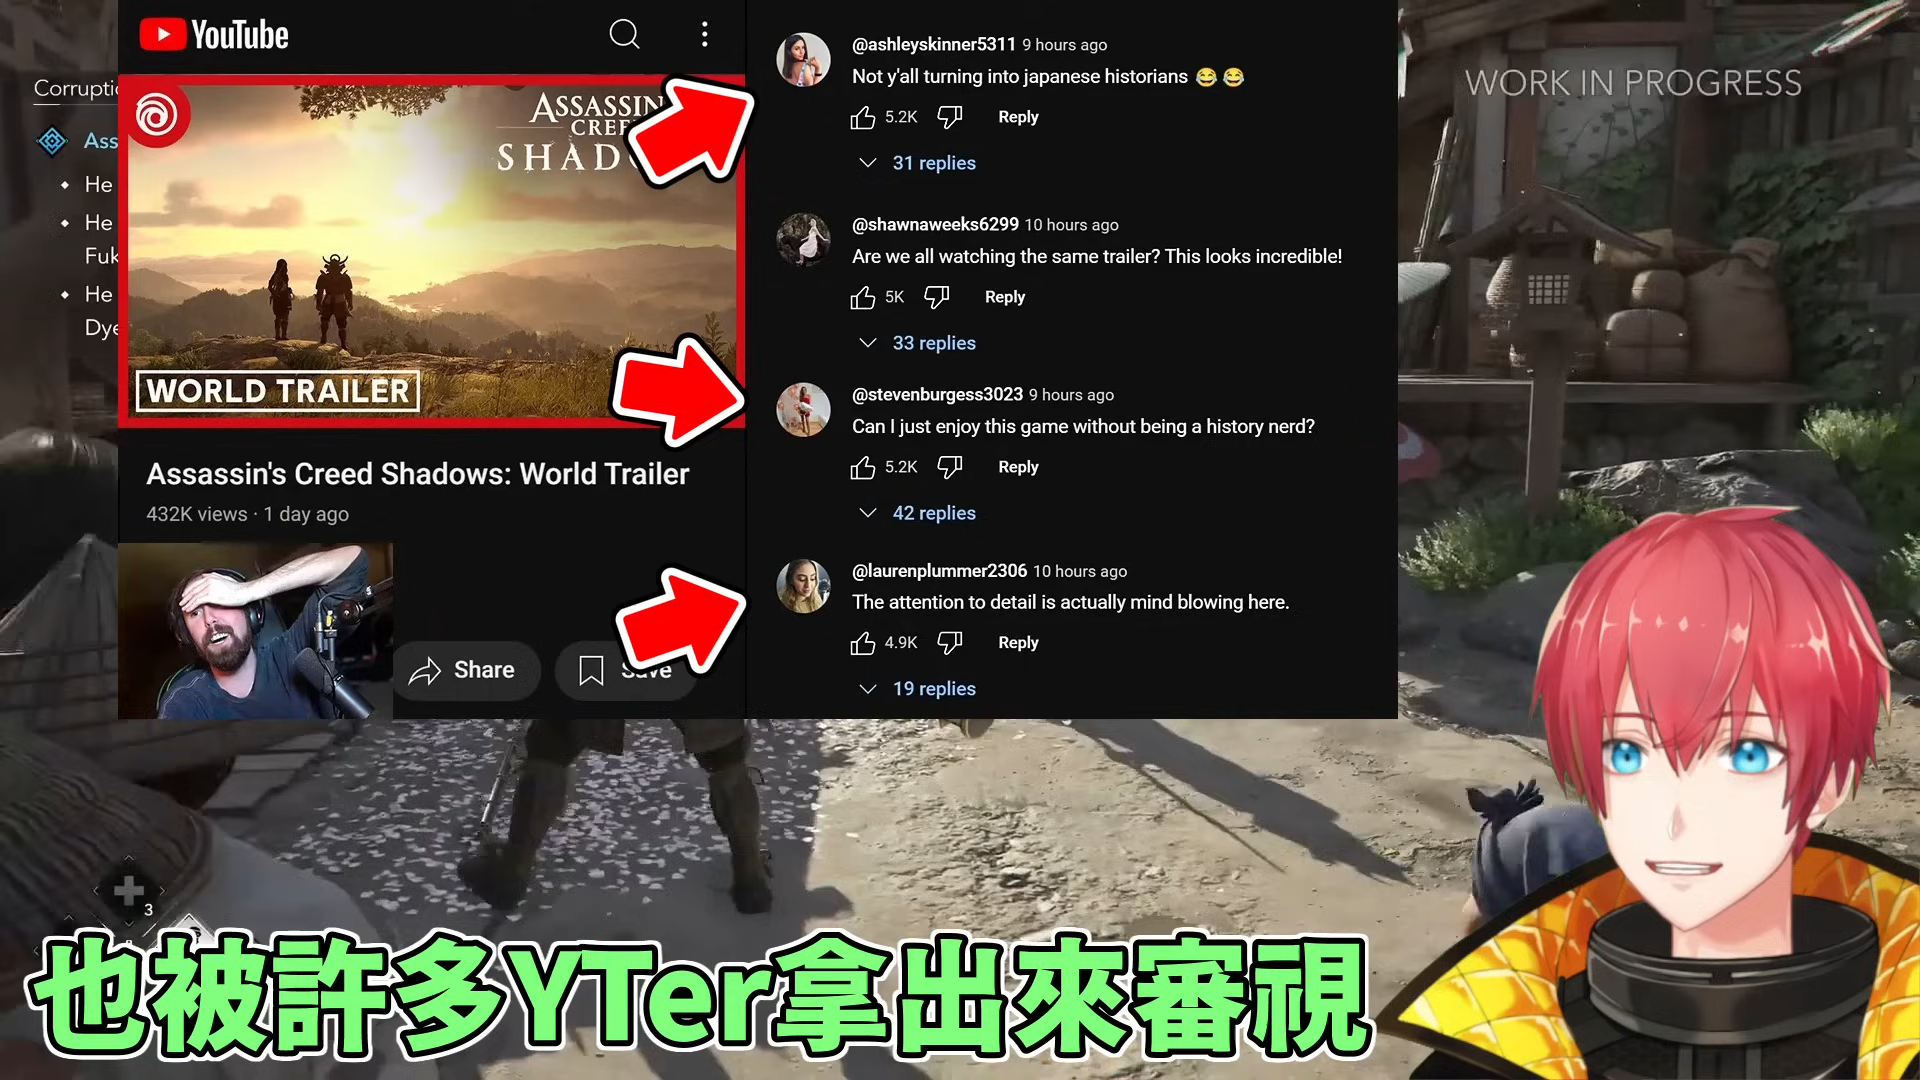 YouTube
Corrupti
Ass
He
He
Fuk
He
Dye
ASSASSIN
CREE
SHADO
WORLD TRAILER
Assassin's Creed Shadows: World Trailer
432K views · 1 day ago
Share
Save
@ashleyskinner5311 9 hours ago
Not y'all turning into japanese historians 😂😂
5.2K Reply
31 replies
@shawnaweeks6299 10 hours ago
Are we all watching the same trailer? This looks incredible!
5K Reply
33 replies
@stevenburgess3023 9 hours ago
Can I just enjoy this game without being a history nerd?
5.2K Reply
42 replies
@laurenplummer2306 10 hours ago
The attention to detail is actually mind blowing here.
4.9K Reply
19 replies
WORK IN PROGRESS
3
也被許多YTer拿出來審視